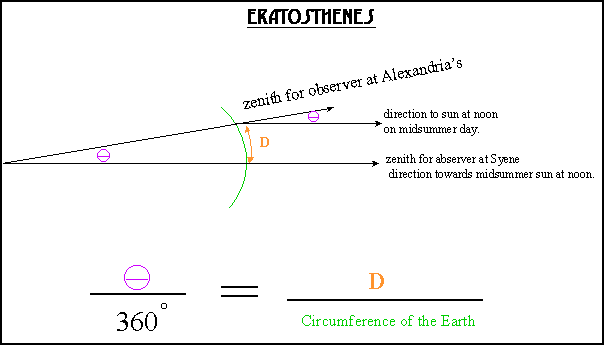 ERATOSTHENES
zenith for observer at Alexandria's
direction to sun at noon
on midsummer day.
Θ
D
Θ
zenith for abserver at Syene
direction towards midsummer sun at noon.
Θ
360°
=
D
Circumference of the Earth